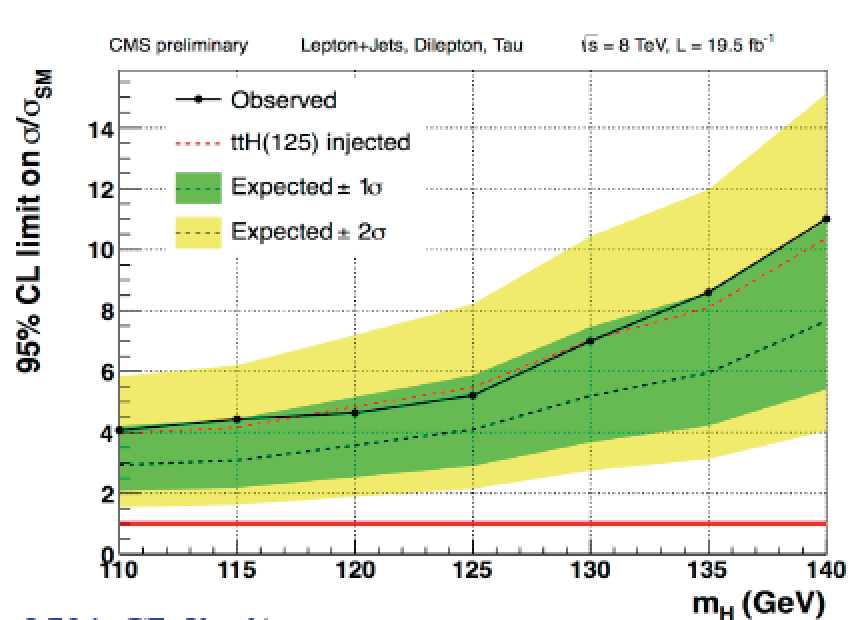 CMS preliminary Lepton+Jets, Dilepton, Tau √s = 8 TeV, L = 19.5 fb⁻¹
95% CL limit on σ/σSM
Observed
ttH(125) injected
Expected ± 1σ
Expected ± 2σ
14
12
10
8
6
4
2
0
110 115 120 125 130 135 140
mH (GeV)